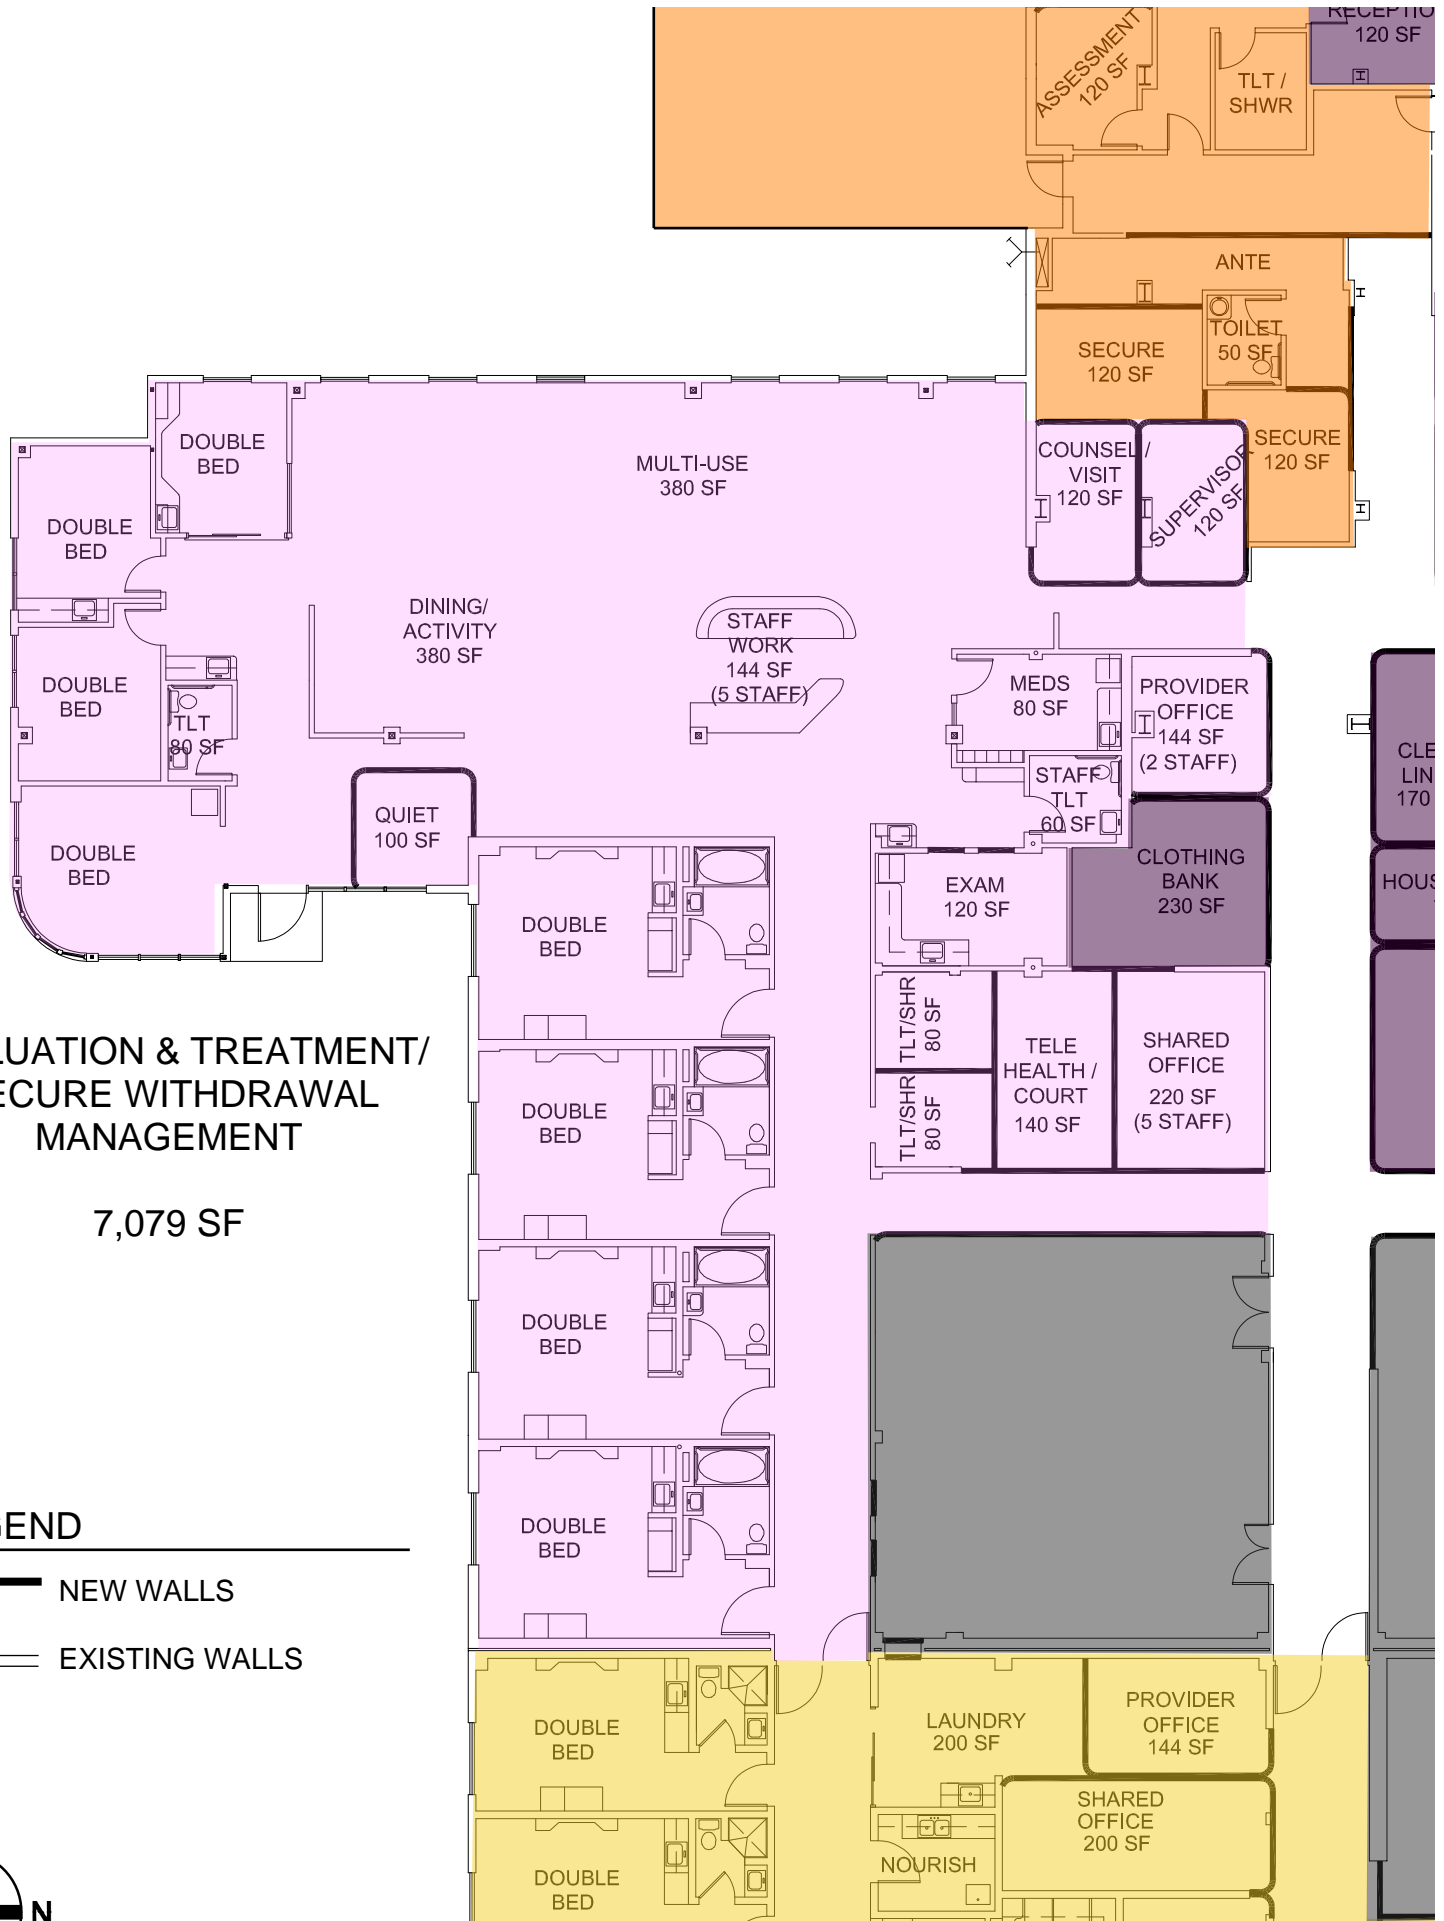 RECEPTIO
120 SF
ASSESSMENT
120 SF
TLT /
SHWR
ANTE
TOILET
50 SF
SECURE
120 SF
SECURE
120 SF
COUNSEL /
VISIT
120 SF
SUPERVISOR
120 SF
DOUBLE
BED
MULTI-USE
380 SF
DOUBLE
BED
DINING/
ACTIVITY
380 SF
STAFF
WORK
144 SF
(5 STAFF)
DOUBLE
BED
TLT
80 SF
MEDS
80 SF
PROVIDER
OFFICE
144 SF
(2 STAFF)
CLE
LIN
170
STAFF
TLT
60 SF
QUIET
100 SF
DOUBLE
BED
CLOTHING
BANK
230 SF
HOUS
EXAM
120 SF
DOUBLE
BED
TLT/SHR
80 SF
TLT/SHR
80 SF
TELE
HEALTH /
COURT
140 SF
SHARED
OFFICE
220 SF
(5 STAFF)
LUATION & TREATMENT/
ECURE WITHDRAWAL
MANAGEMENT
7,079 SF
DOUBLE
BED
DOUBLE
BED
DOUBLE
BED
GEND
NEW WALLS
EXISTING WALLS
DOUBLE
BED
LAUNDRY
200 SF
PROVIDER
OFFICE
144 SF
SHARED
OFFICE
200 SF
DOUBLE
BED
NOURISH
N